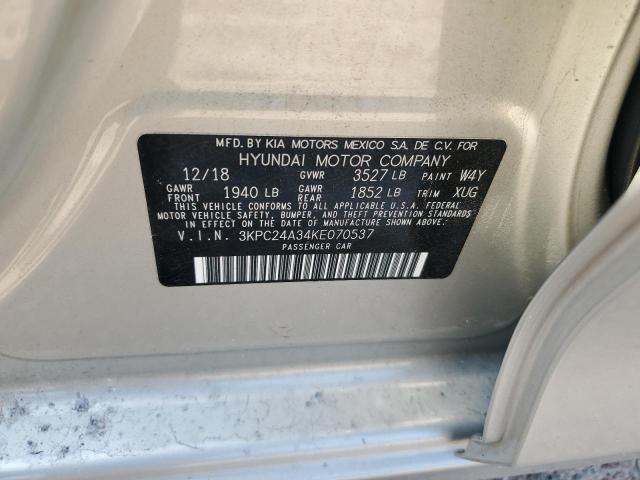 MFD. BY KIA MOTORS MEXICO S.A. DE C.V. FOR
HYUNDAI MOTOR COMPANY
12/18 GVWR 3527 LB PAINT W4Y
GAWR FRONT 1940 LB GAWR REAR 1852 LB TRIM XUG
THIS VEHICLE CONFORMS TO ALL APPLICABLE U.S.A. FEDERAL
MOTOR VEHICLE SAFETY, BUMPER, AND THEFT PREVENTION STANDARDS
IN EFFECT ON THE DATE OF MANUFACTURE SHOWN ABOVE.
V.I.N. 3KPC24A34KE070537
PASSENGER CAR